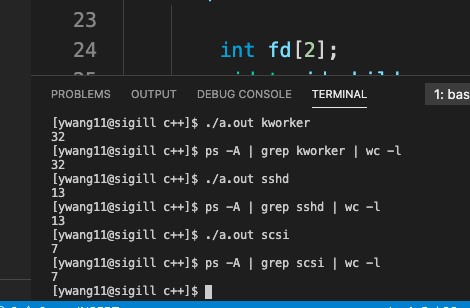 23
24 int fd[2];
25
PROBLEMS OUTPUT DEBUG CONSOLE TERMINAL 1: bas
[ywang11@sigill c++]$ ./a.out kworker
32
[ywang11@sigill c++]$ ps -A | grep kworker | wc -l
32
[ywang11@sigill c++]$ ./a.out sshd
13
[ywang11@sigill c++]$ ps -A | grep sshd | wc -l
13
[ywang11@sigill c++]$ ./a.out scsi
7
[ywang11@sigill c++]$ ps -A | grep scsi | wc -l
7
[ywang11@sigill c++]$